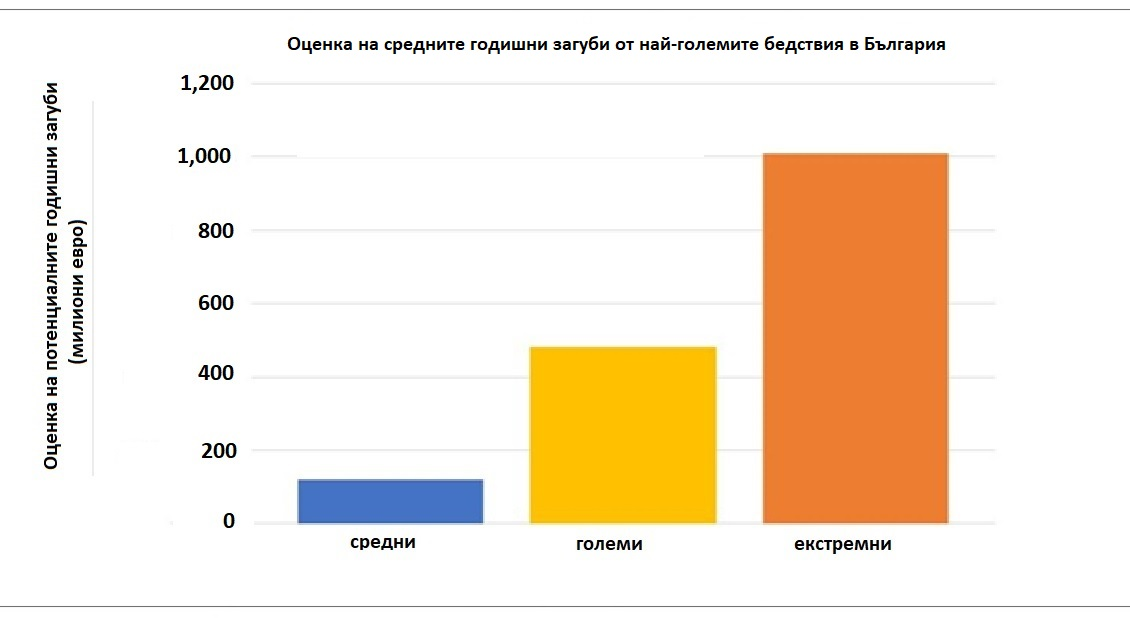 Оценка на средните годишни загуби от най-големите бедствия в България
Оценка на потенциалните годишни загуби
(милиони евро)
1,200
1,000
800
600
400
200
0
средни
големи
екстремни